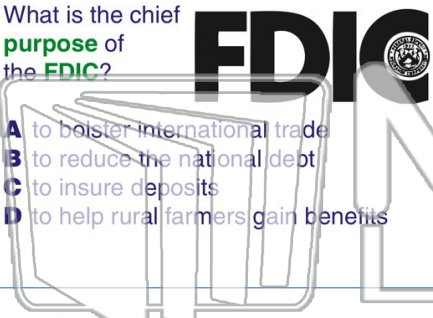 What is the chief
purpose of
the FDIC?
FDIC
A to bolster international trade
B to reduce the national debt
C to insure deposits
D to help rural farmers gain benefits